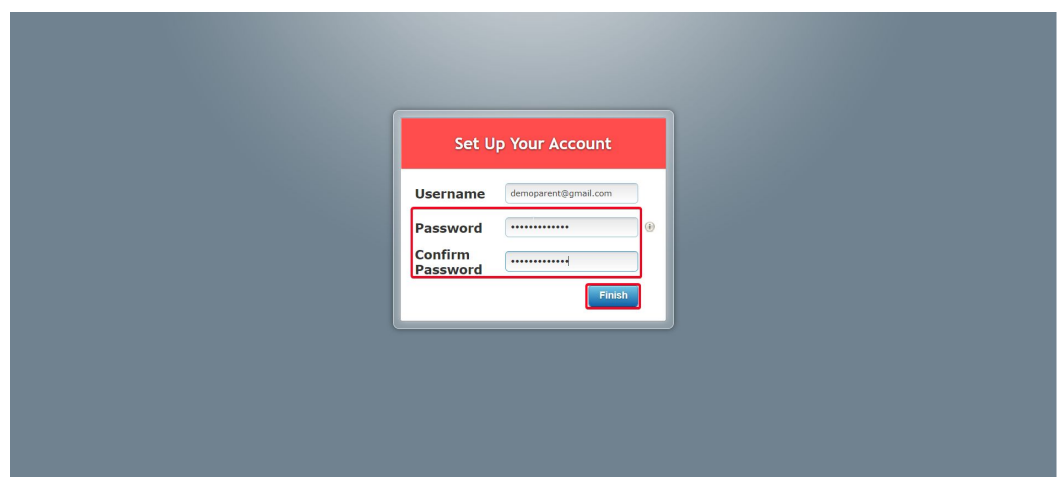 Set Up Your Account
Username demoparent@gmail.com
Password •••••••••••••
Confirm
Password •••••••••••••
Finish